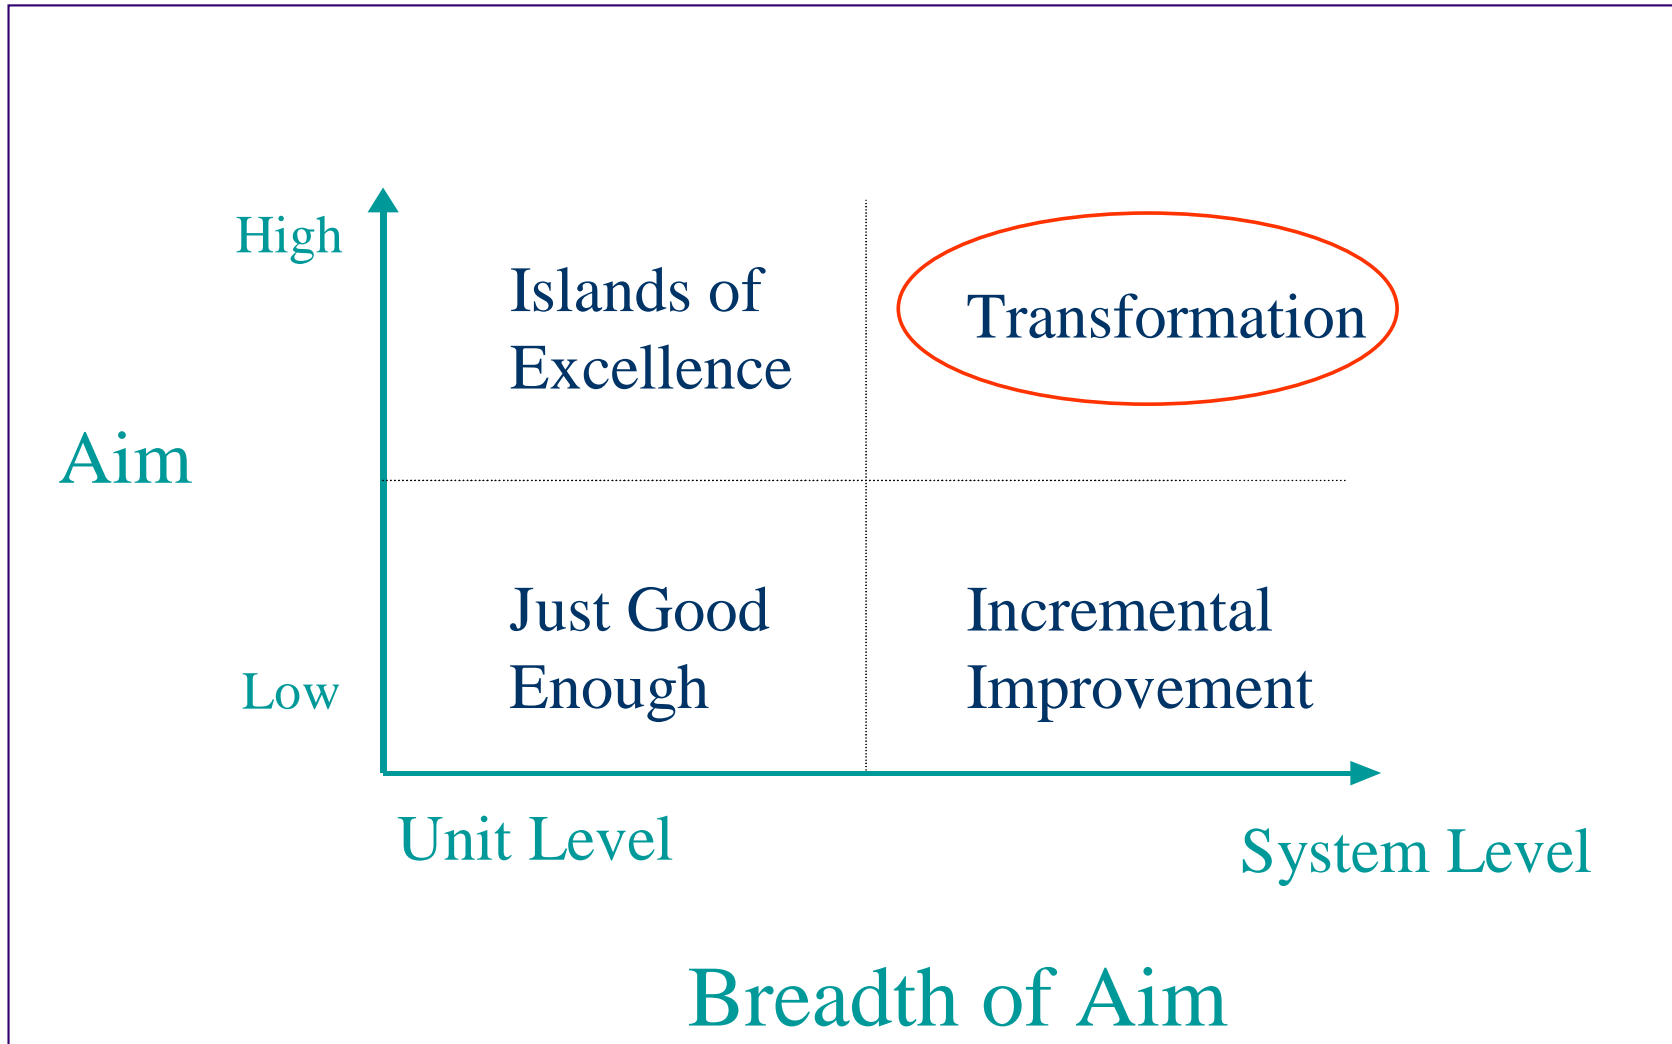 High
Islands of
Excellence
Transformation
Aim
Just Good
Enough
Incremental
Improvement
Low
Unit Level
System Level
Breadth of Aim